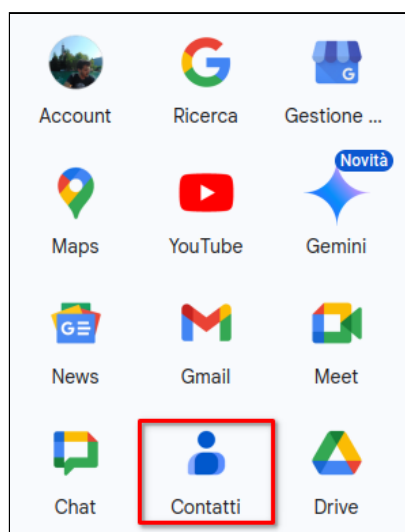 Account Ricerca Gestione ...
Novità
Maps YouTube Gemini
G
News Gmail Meet
Chat Contatti Drive